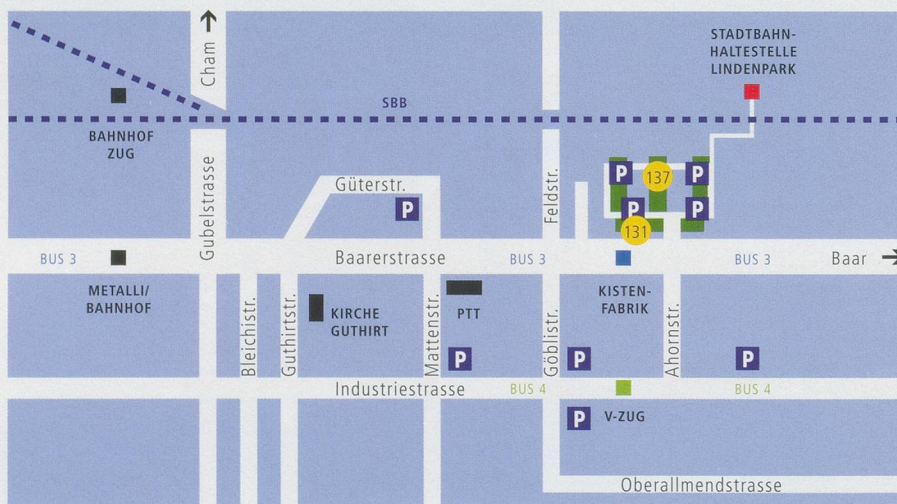 Cham
STADTBAHN-
HALTESTELLE
LINDENPARK
SBB
BAHNHOF
ZUG
Gubelstrasse
Güterstr.
P
Feldstr.
P
137
P
P
P
131
BUS 3
Baarerstrasse
BUS 3
BUS 3
Baar
METALLI/
BAHNHOF
Bleichistr.
Guthirtstr.
KIRCHE
GUTHIRT
Mattenstr.
PTT
P
Göblistr.
KISTEN-
FABRIK
P
Ahornstr.
P
Industriestrasse
BUS 4
BUS 4
P
V-ZUG
Oberallmendstrasse